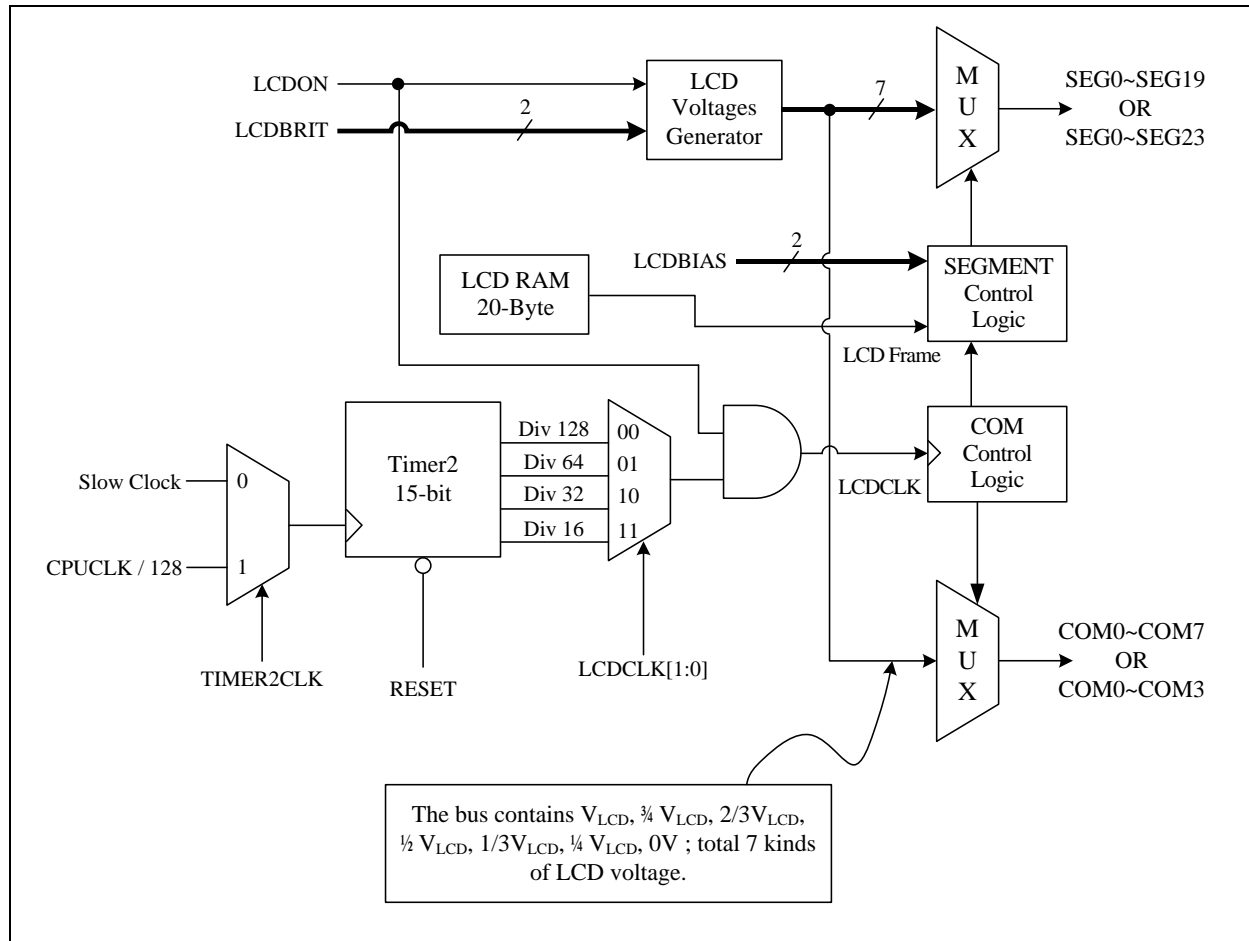 LCDON
LCDBRIT
2
LCD
Voltages
Generator
7
M
U
X
SEG0~SEG19
OR
SEG0~SEG23
LCDBIAS
2
LCD RAM
20-Byte
SEGMENT
Control
Logic
LCD Frame
Slow Clock
CPUCLK / 128
0
1
TIMER2CLK
Timer2
15-bit
RESET
Div 128
Div 64
Div 32
Div 16
00
01
10
11
LCDCLK[1:0]
LCDCLK
COM
Control
Logic
M
U
X
COM0~COM7
OR
COM0~COM3
The bus contains VLCD, ¾ VLCD, 2/3VLCD,
½ VLCD, 1/3VLCD, ¼ VLCD, 0V ; total 7 kinds
of LCD voltage.